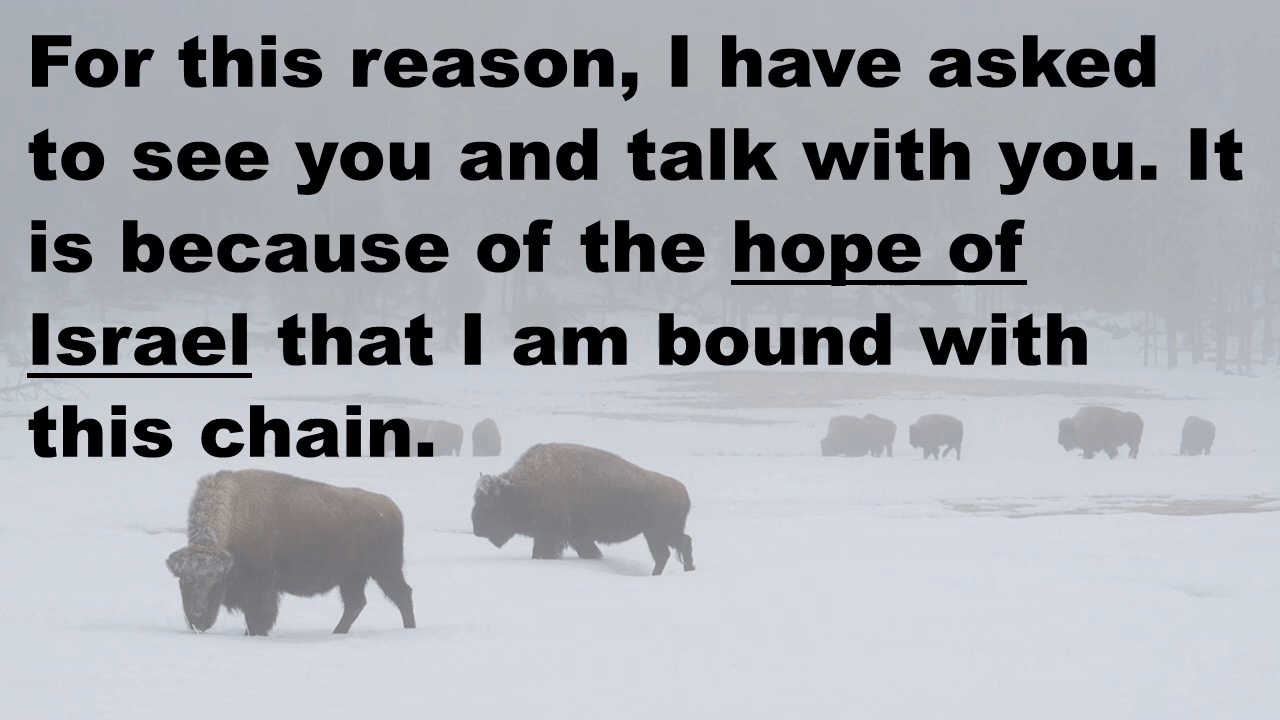 For this reason, I have asked
to see you and talk with you. It
is because of the hope of
Israel that I am bound with
this chain.